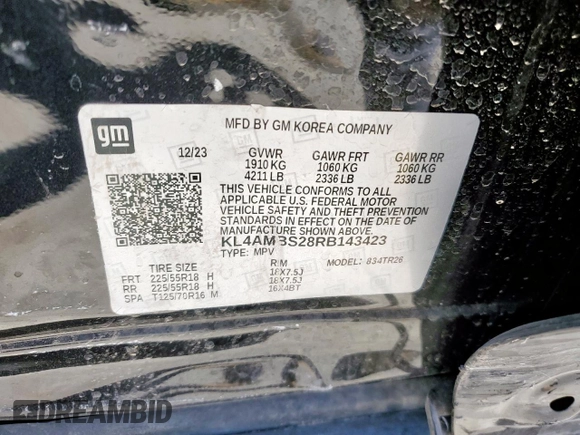 gm
MFD BY GM KOREA COMPANY
12/23 GVWR GAWR FRT GAWR RR
1910 KG 1060 KG 1060 KG
4211 LB 2336 LB 2336 LB
THIS VEHICLE CONFORMS TO ALL
APPLICABLE U.S. FEDERAL MOTOR
VEHICLE SAFETY AND THEFT PREVENTION
STANDARDS IN EFFECT ON THE DATE OF
MANUFACTURE SHOWN ABOVE.
KL4AM3S28RB143423
TYPE: MPV
TIRE SIZE RIM MODEL: 834TR26
FRT 225/55R18 H 18X7.5J
RR 225/55R18 H 18X7.5J
SPA T125/70R16 M 16X4BT
DREAMBID